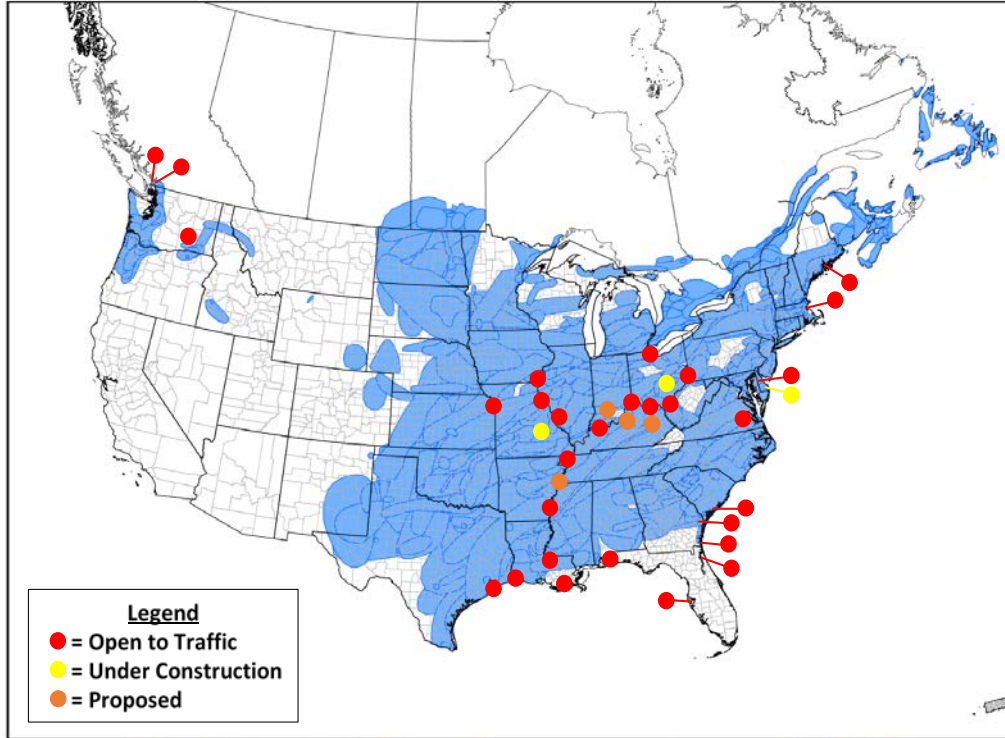 Legend
= Open to Traffic
= Under Construction
= Proposed